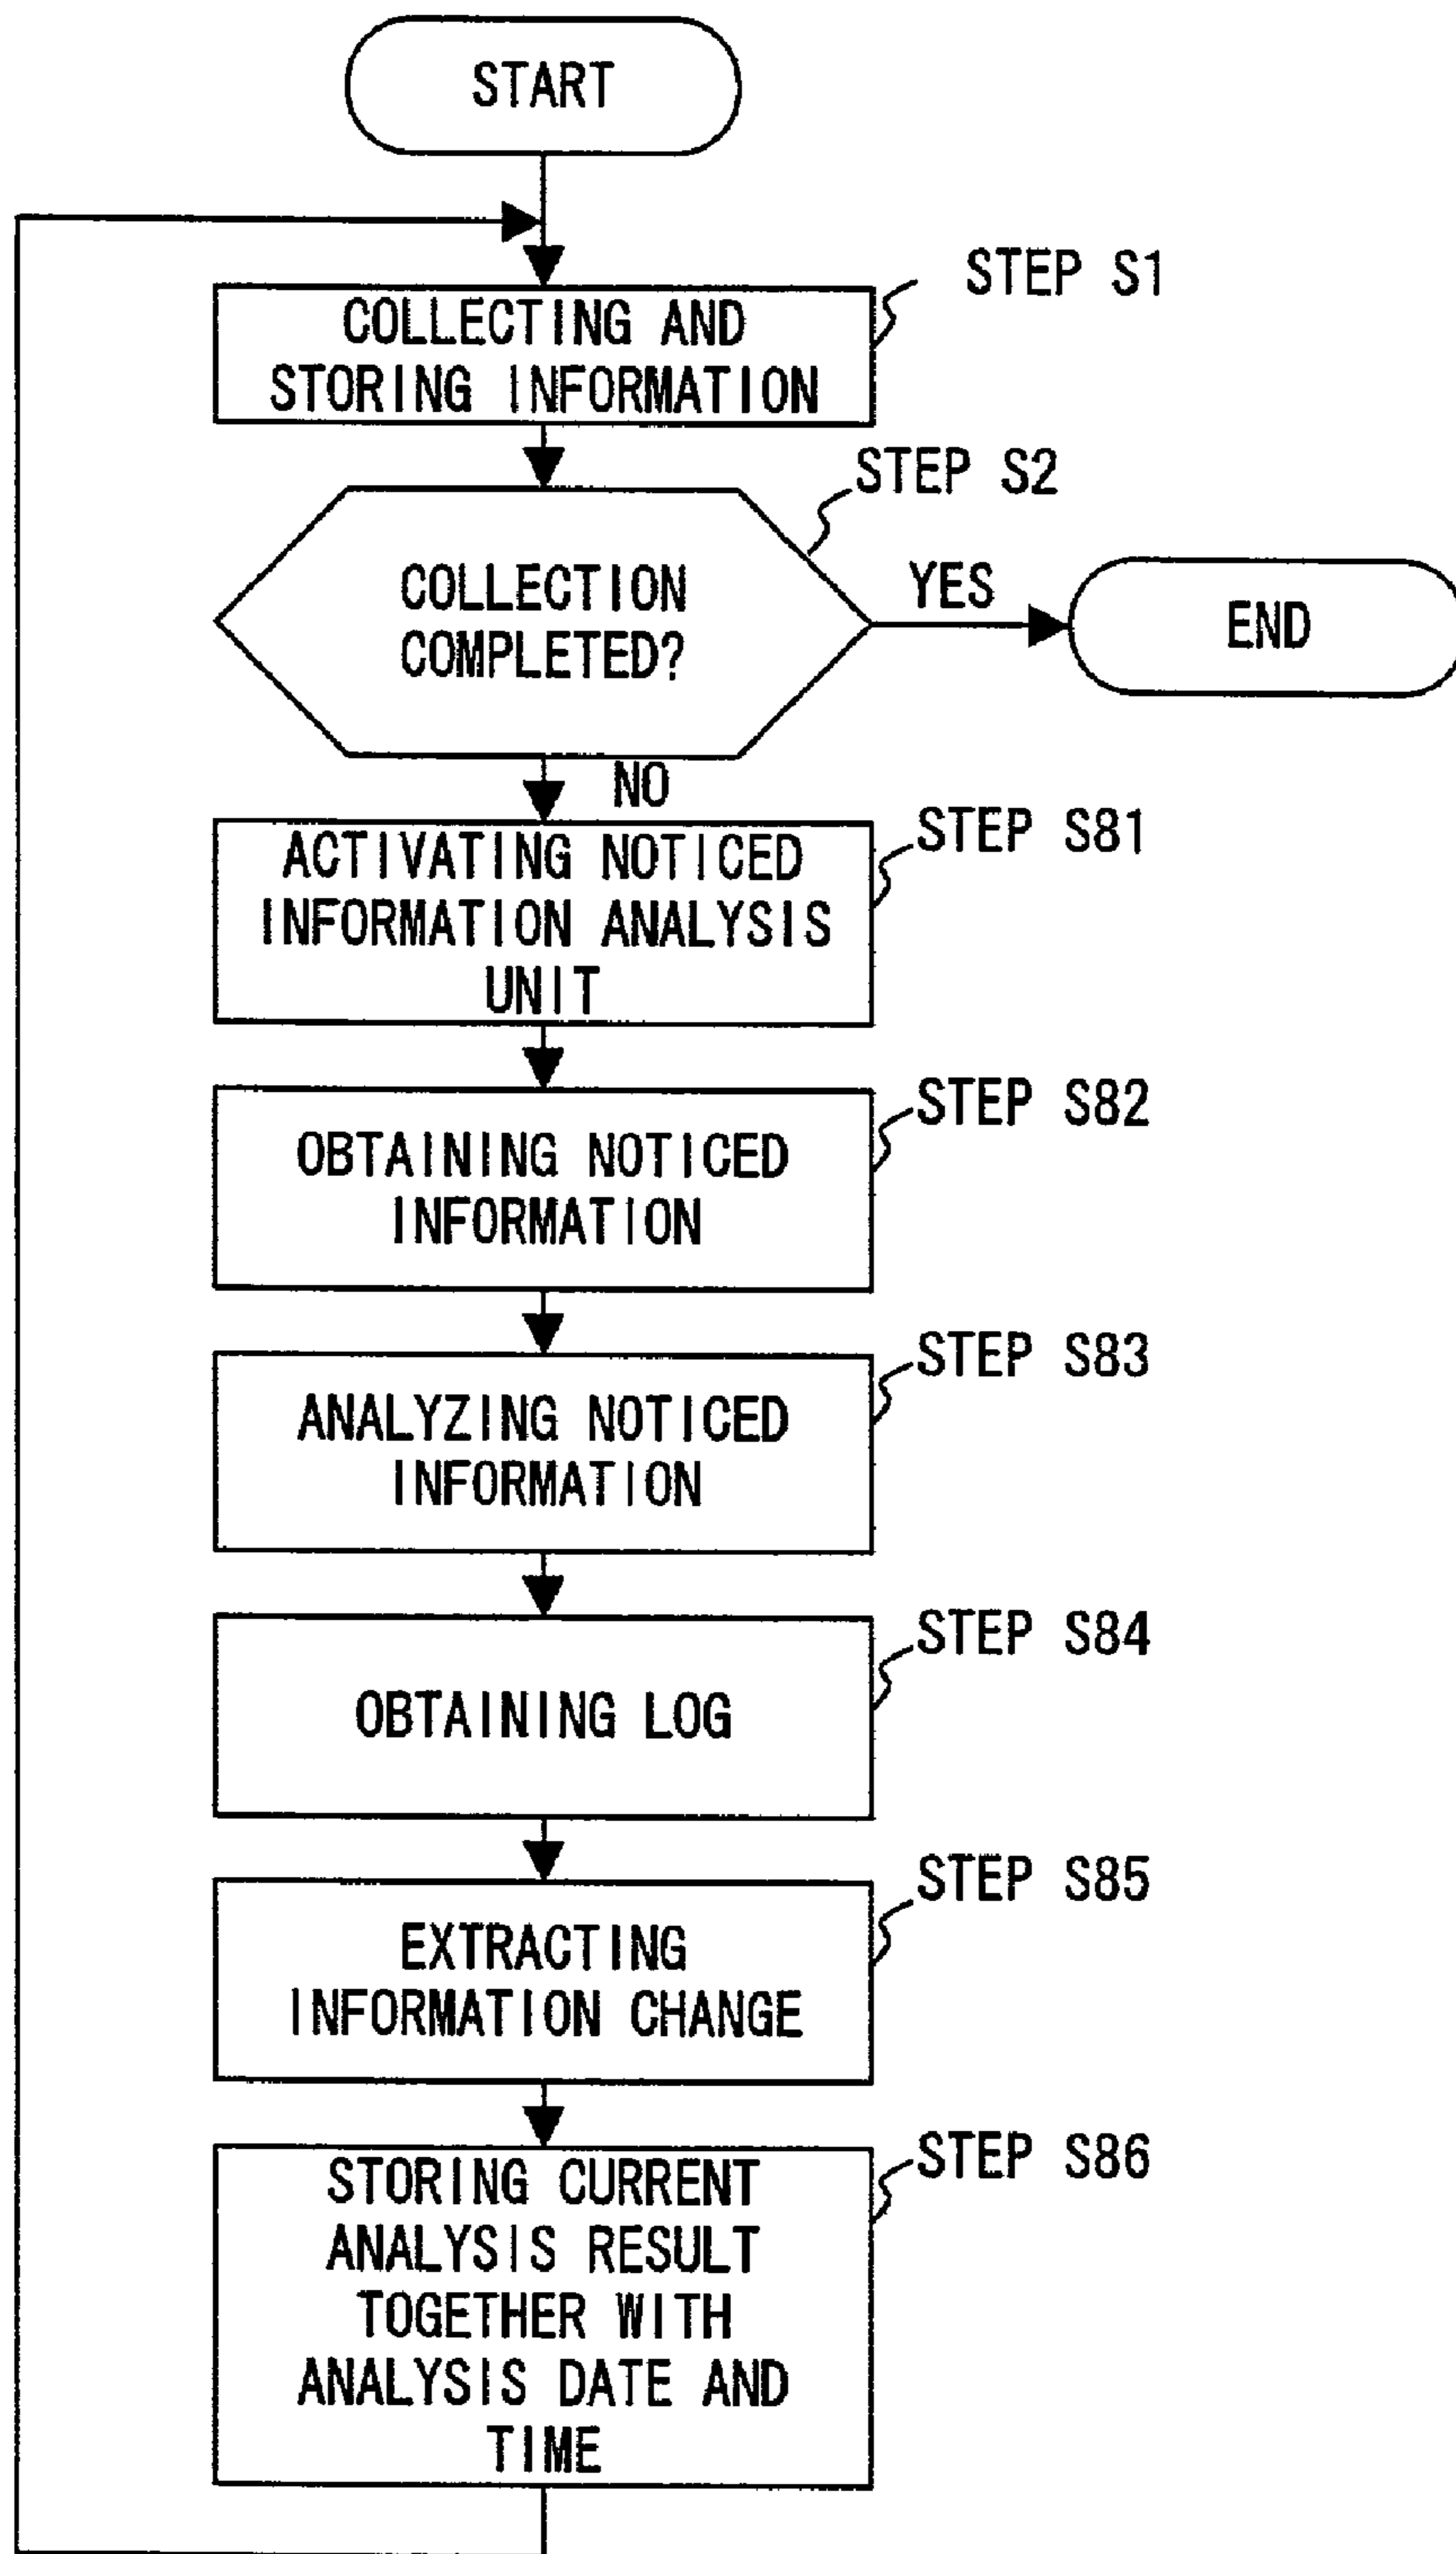 START
STEP S1
COLLECTING AND
STORING INFORMATION
STEP S2
COLLECTION
COMPLETED?
YES
END
NO
STEP S81
ACTIVATING NOTICED
INFORMATION ANALYSIS
UNIT
STEP S82
OBTAINING NOTICED
INFORMATION
STEP S83
ANALYZING NOTICED
INFORMATION
STEP S84
OBTAINING LOG
STEP S85
EXTRACTING
INFORMATION CHANGE
STEP S86
STORING CURRENT
ANALYSIS RESULT
TOGETHER WITH
ANALYSIS DATE AND
TIME